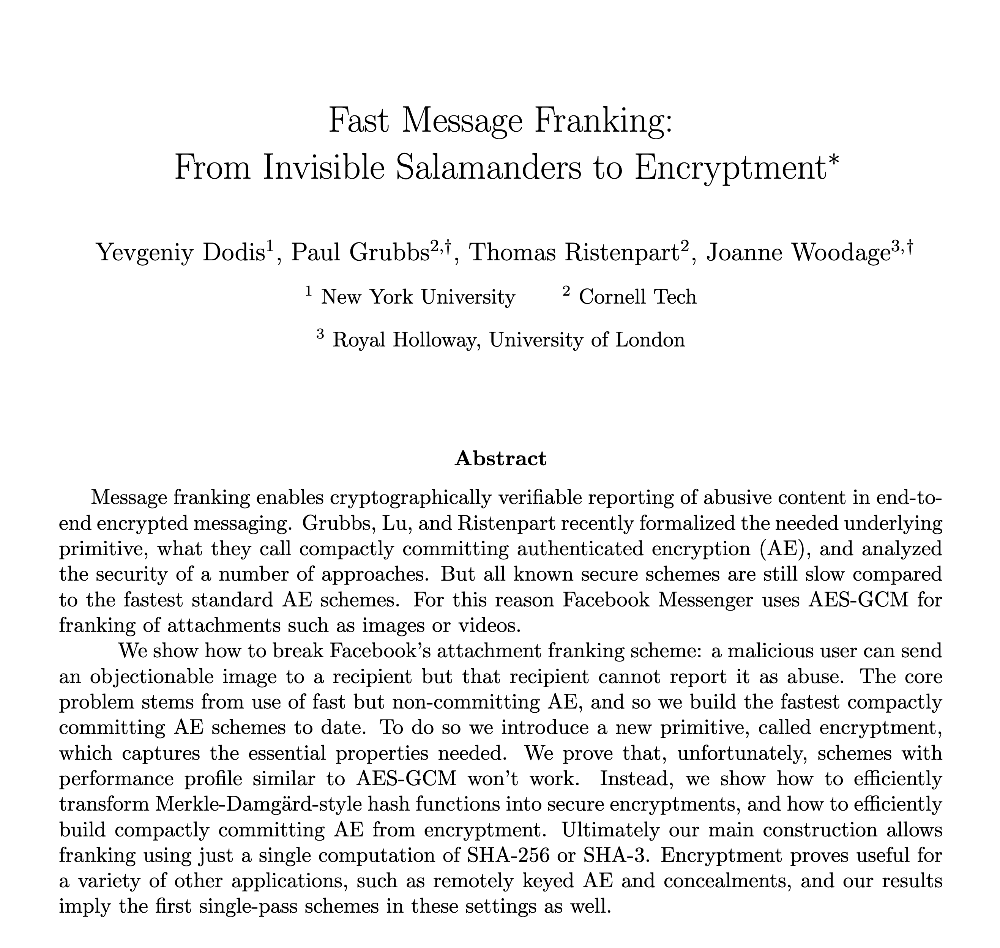 Fast Message Franking:
From Invisible Salamanders to Encryptment*
Yevgeniy Dodis1, Paul Grubbs2,†, Thomas Ristenpart2, Joanne Woodage3,†
1 New York University 2 Cornell Tech
3 Royal Holloway, University of London
Abstract
Message franking enables cryptographically verifiable reporting of abusive content in end-to-
end encrypted messaging. Grubbs, Lu, and Ristenpart recently formalized the needed underlying
primitive, what they call compactly committing authenticated encryption (AE), and analyzed
the security of a number of approaches. But all known secure schemes are still slow compared
to the fastest standard AE schemes. For this reason Facebook Messenger uses AES-GCM for
franking of attachments such as images or videos.
We show how to break Facebook's attachment franking scheme: a malicious user can send
an objectionable image to a recipient but that recipient cannot report it as abuse. The core
problem stems from use of fast but non-committing AE, and so we build the fastest compactly
committing AE schemes to date. To do so we introduce a new primitive, called encryptment,
which captures the essential properties needed. We prove that, unfortunately, schemes with
performance profile similar to AES-GCM won't work. Instead, we show how to efficiently
transform Merkle-Damgärd-style hash functions into secure encryptments, and how to efficiently
build compactly committing AE from encryptment. Ultimately our main construction allows
franking using just a single computation of SHA-256 or SHA-3. Encryptment proves useful for
a variety of other applications, such as remotely keyed AE and concealments, and our results
imply the first single-pass schemes in these settings as well.